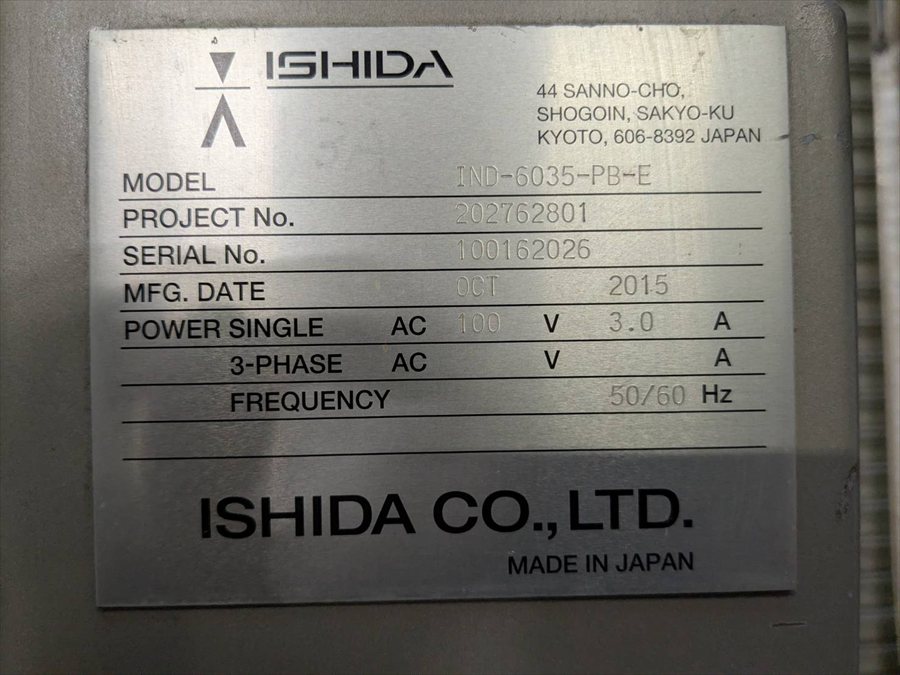 ISHIDA
44 SANNO-CHO,
SHOGOIN, SAKYO-KU
KYOTO, 606-8392 JAPAN
MODEL IND-6035-PB-E
PROJECT No. 202762801
SERIAL No. 100162026
MFG. DATE OCT 2015
POWER SINGLE AC 100 V 3.0 A
3-PHASE AC V A
FREQUENCY 50/60 Hz
ISHIDA CO., LTD.
MADE IN JAPAN